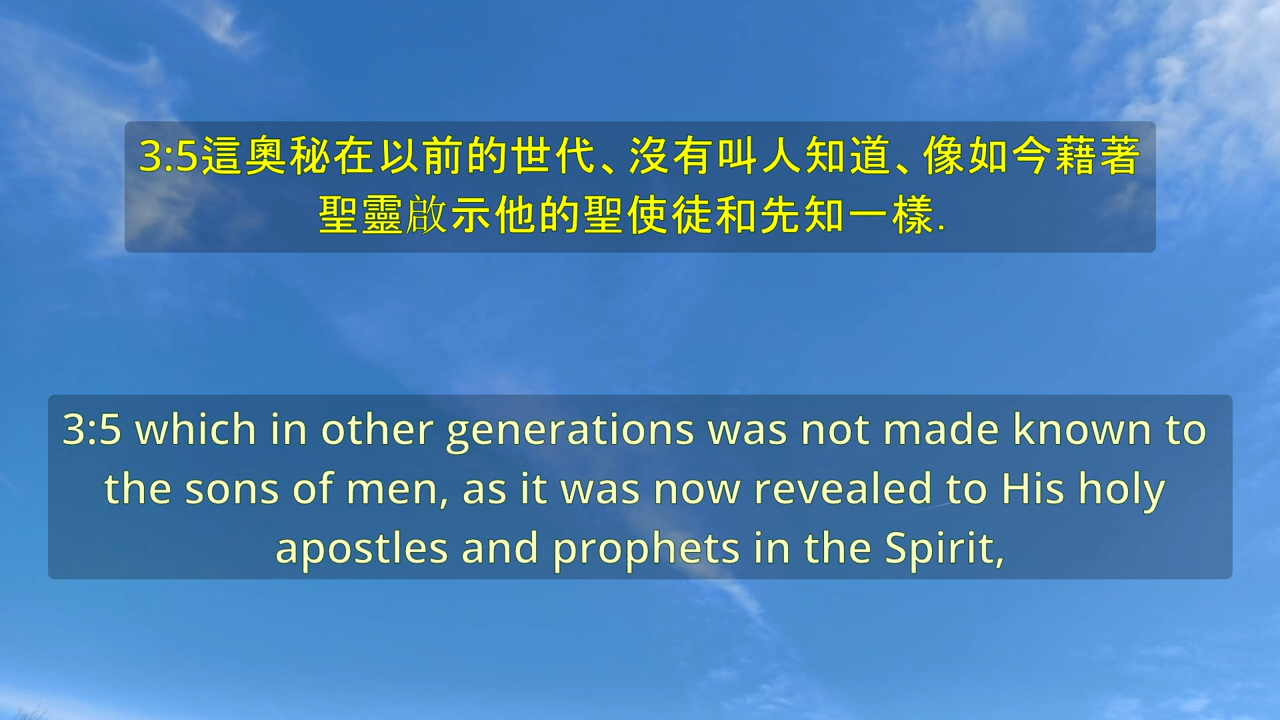 3:5這奧秘在以前的世代、沒有叫人知道、像如今藉著
聖靈啟示他的聖使徒和先知一樣.
3:5 which in other generations was not made known to
the sons of men, as it was now revealed to His holy
apostles and prophets in the Spirit,